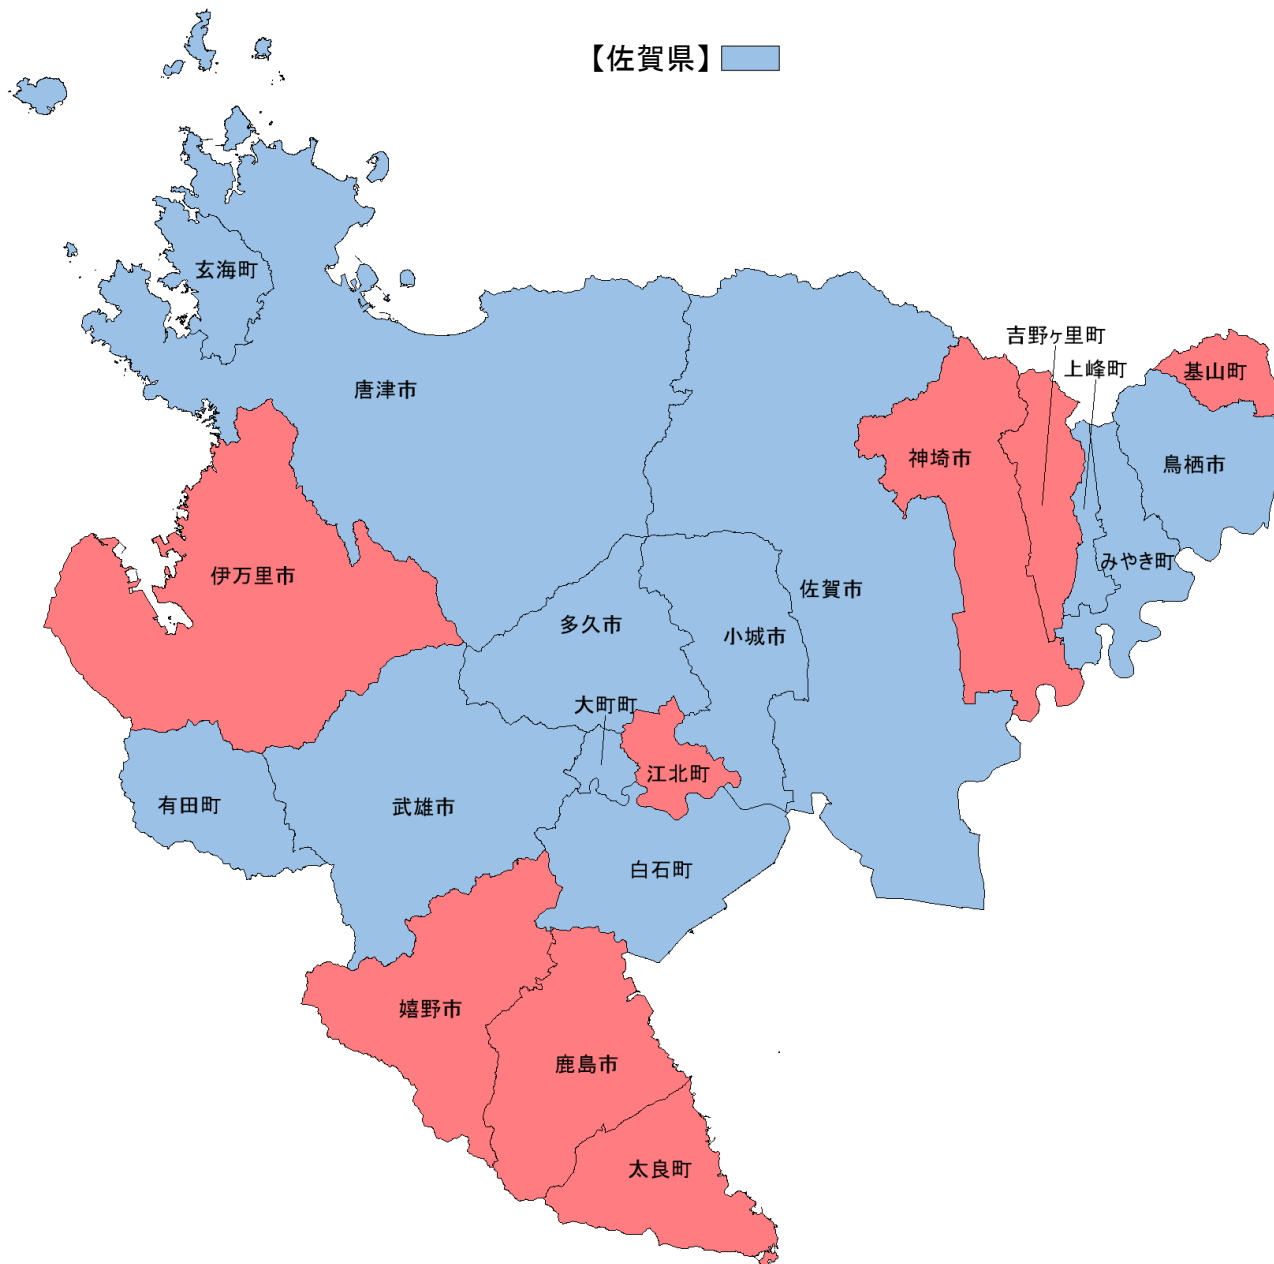 【佐賀県】
玄海町
吉野ヶ里町
上峰町
基山町
唐津市
神埼市
鳥栖市
みやき町
伊万里市
佐賀市
多久市
小城市
大町町
江北町
有田町
武雄市
白石町
嬉野市
鹿島市
太良町